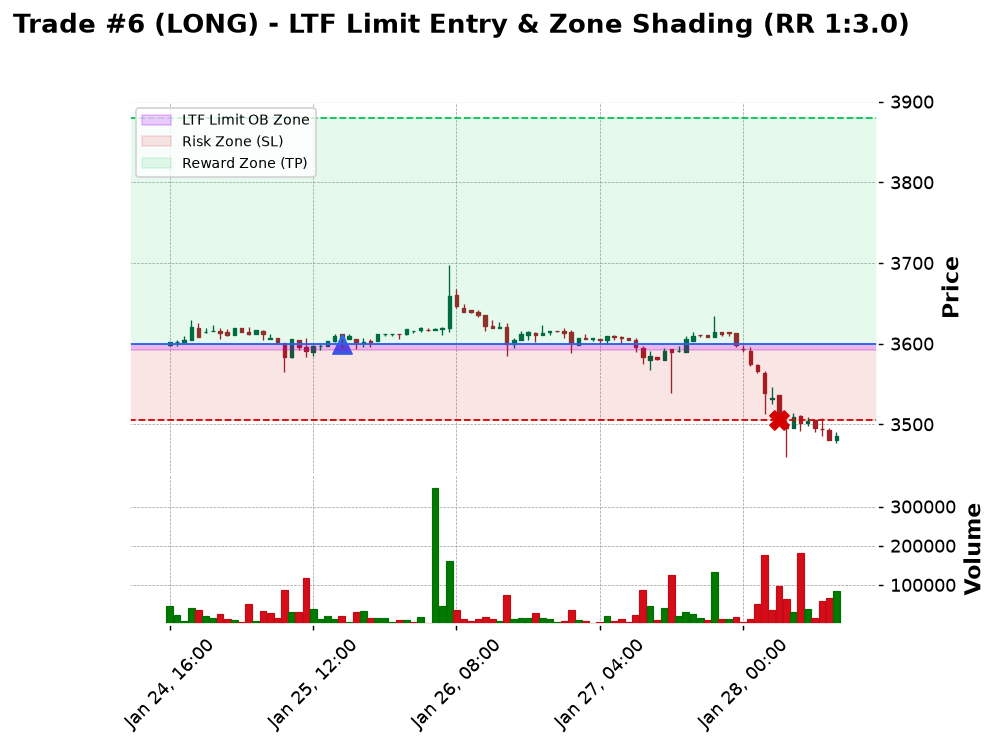 Trade #6 (LONG) - LTF Limit Entry & Zone Shading (RR 1:3.0)
LTF Limit OB Zone
Risk Zone (SL)
Reward Zone (TP)
3900
3800
3700
3600
3500
Price
300000
200000
100000
Volume
Jan 24, 16:00
Jan 25, 12:00
Jan 26, 08:00
Jan 27, 04:00
Jan 28, 00:00